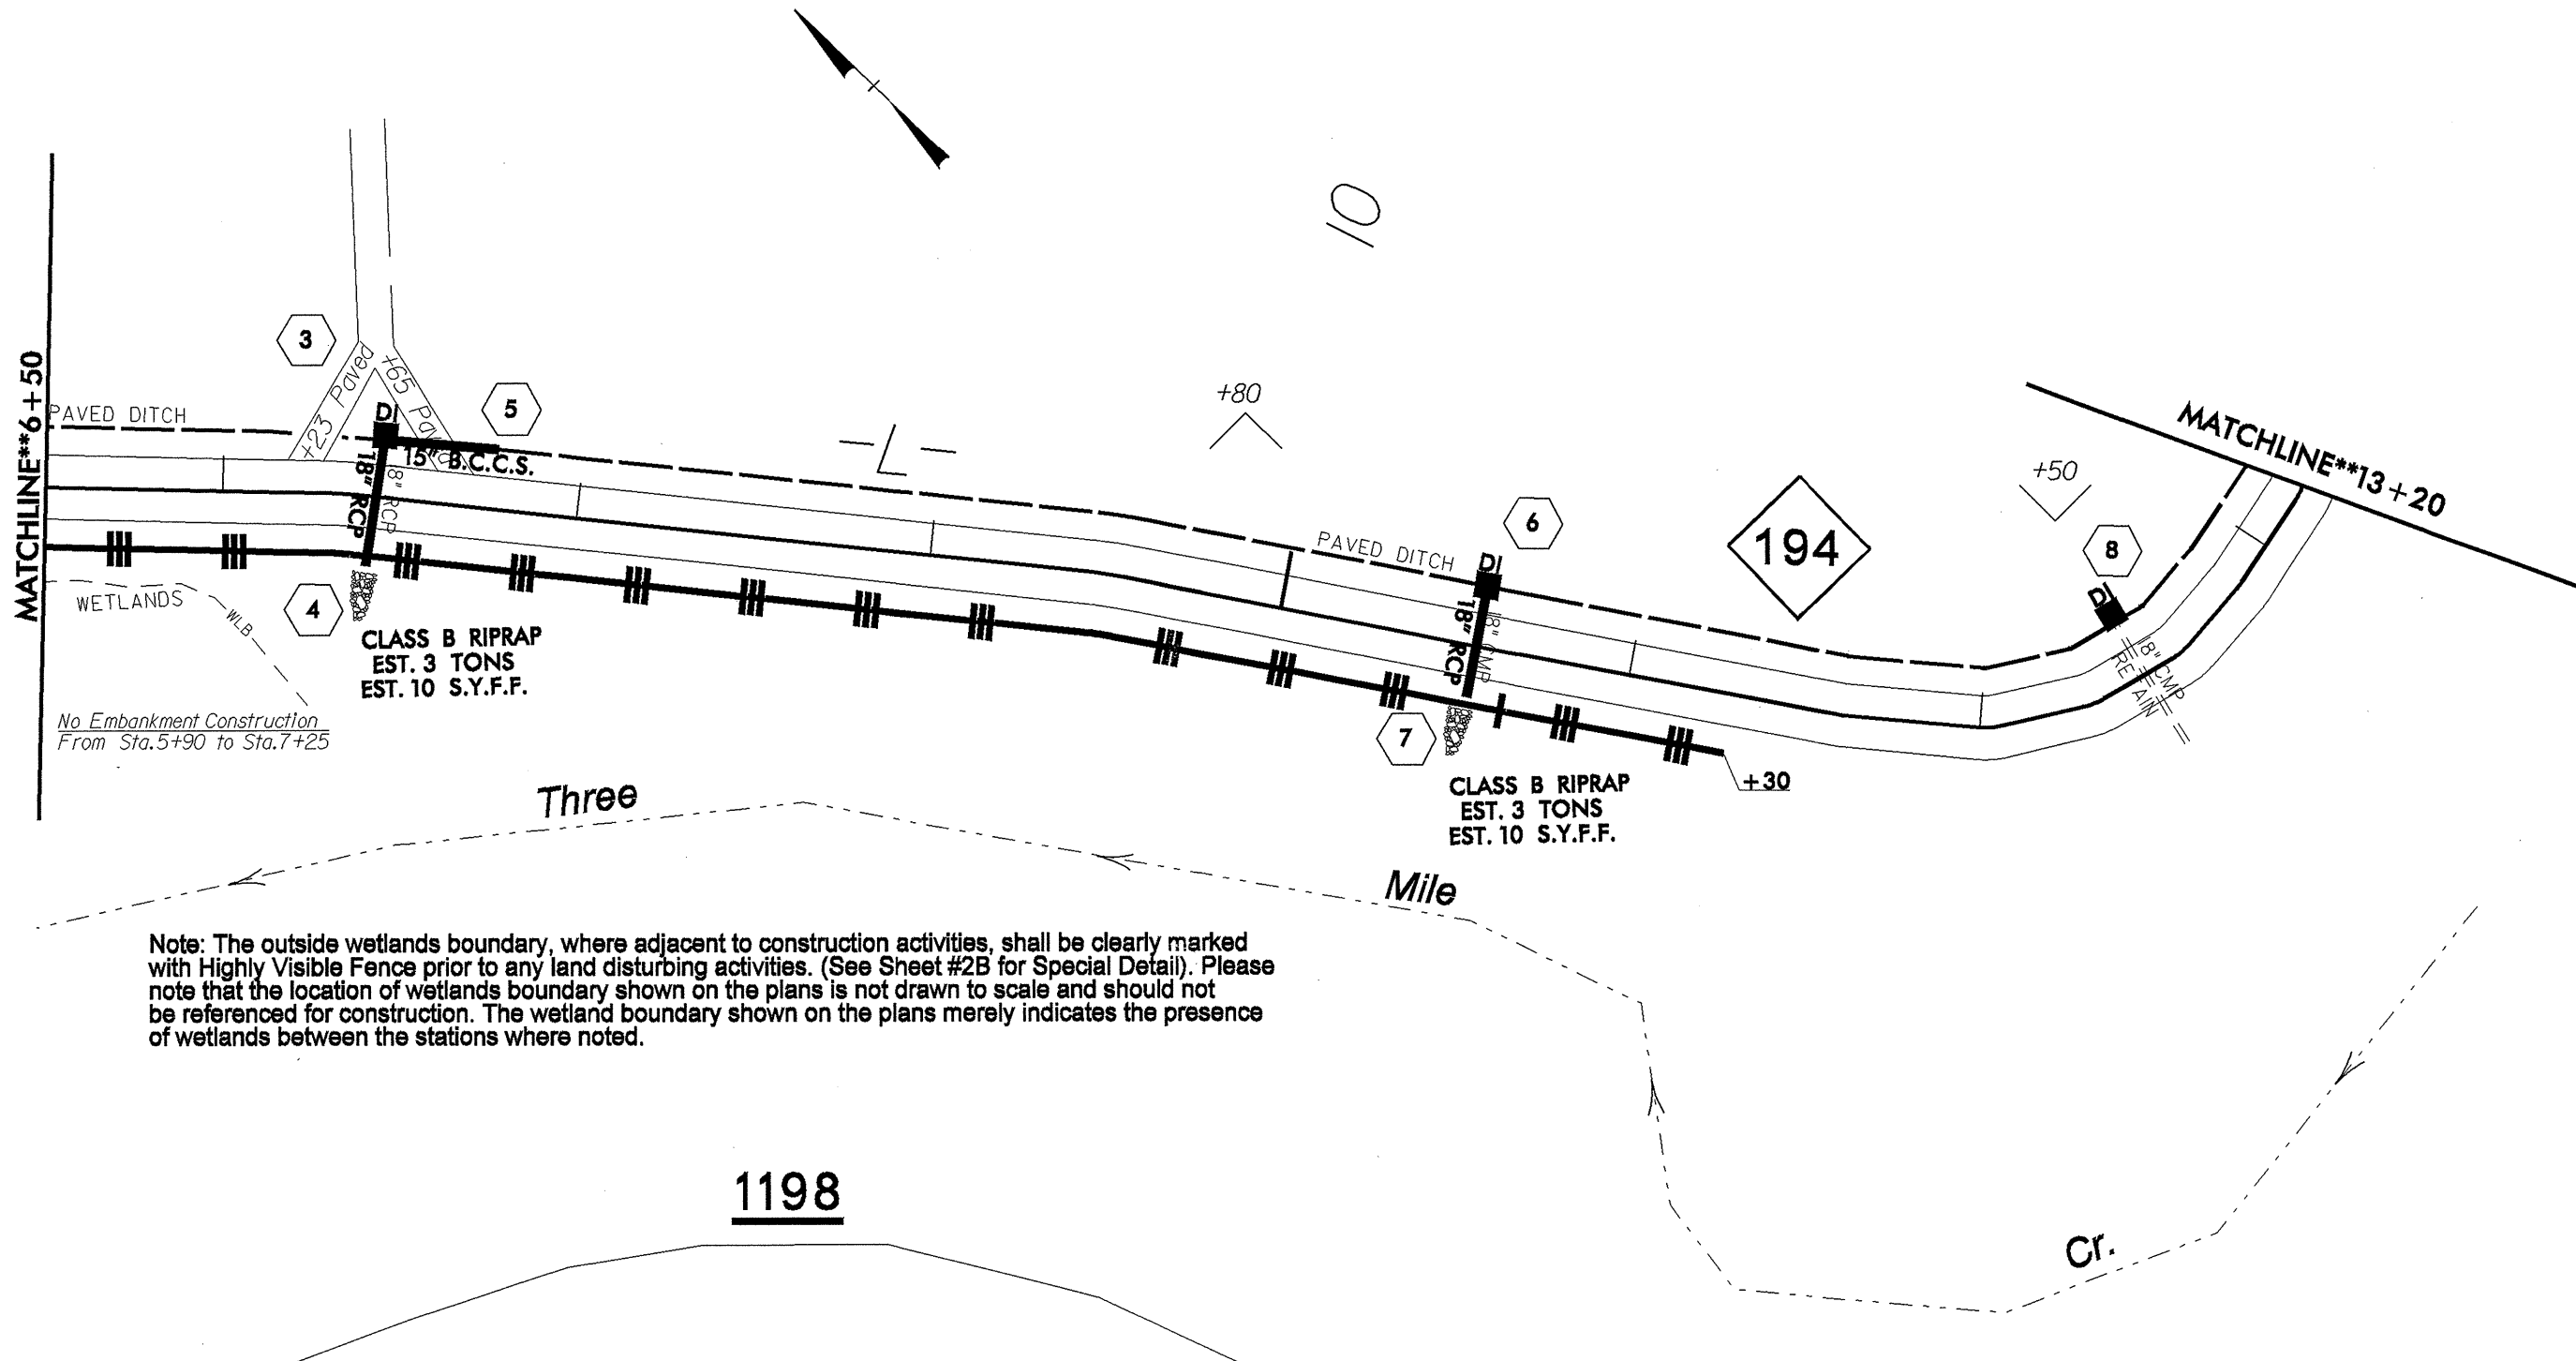 10
MATCHLINE**6+50
3
+23 Paved
+65 Paved
5
PAVED DITCH
DI
15" B.C.C.S.
18" RCP
18" RCP
-L-
+80
PAVED DITCH
6
DI
18" RCP
18" CMP
194
+50
MATCHLINE**13+20
8
DI
18" CMP
WETLANDS
WLB
4
CLASS B RIPRAP
EST. 3 TONS
EST. 10 S.Y.F.F.
No Embankment Construction
From Sta.5+90 to Sta.7+25
7
CLASS B RIPRAP
EST. 3 TONS
EST. 10 S.Y.F.F.
+30
Three
Mile
Cr.
Note: The outside wetlands boundary, where adjacent to construction activities, shall be clearly marked
with Highly Visible Fence prior to any land disturbing activities. (See Sheet #2B for Special Detail). Please
note that the location of wetlands boundary shown on the plans is not drawn to scale and should not
be referenced for construction. The wetland boundary shown on the plans merely indicates the presence
of wetlands between the stations where noted.
1198